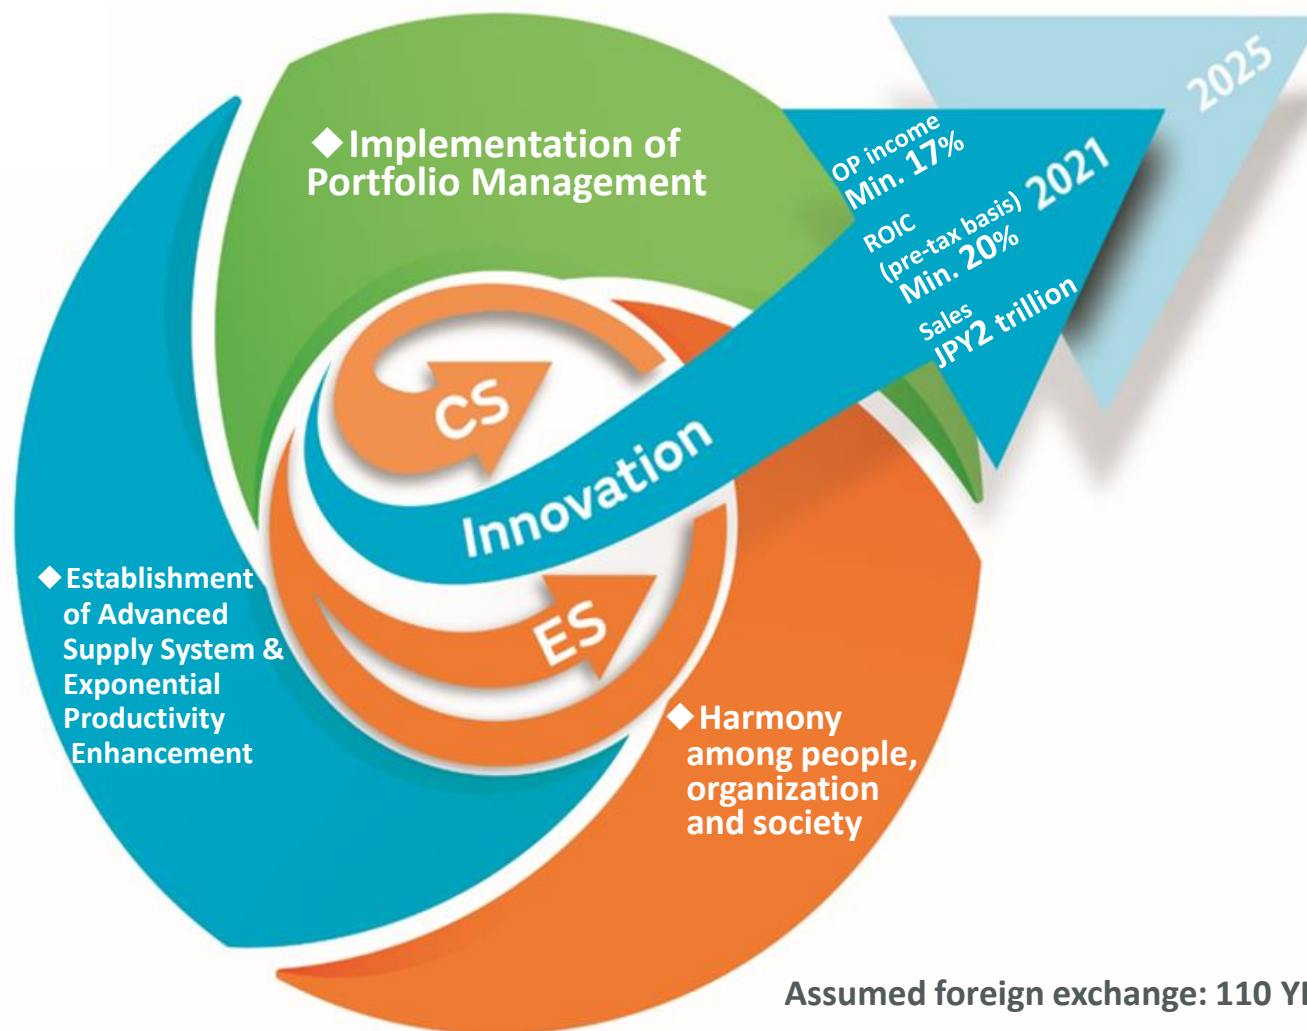 ◆Implementation of
Portfolio Management
2025
2021
OP income
Min. 17%
ROIC
(pre-tax basis)
Min. 20%
Sales
JPY2 trillion
CS
Innovation
ES
◆Establishment
of Advanced
Supply System &
Exponential
Productivity
Enhancement
◆Harmony
among people,
organization
and society
Assumed foreign exchange: 110